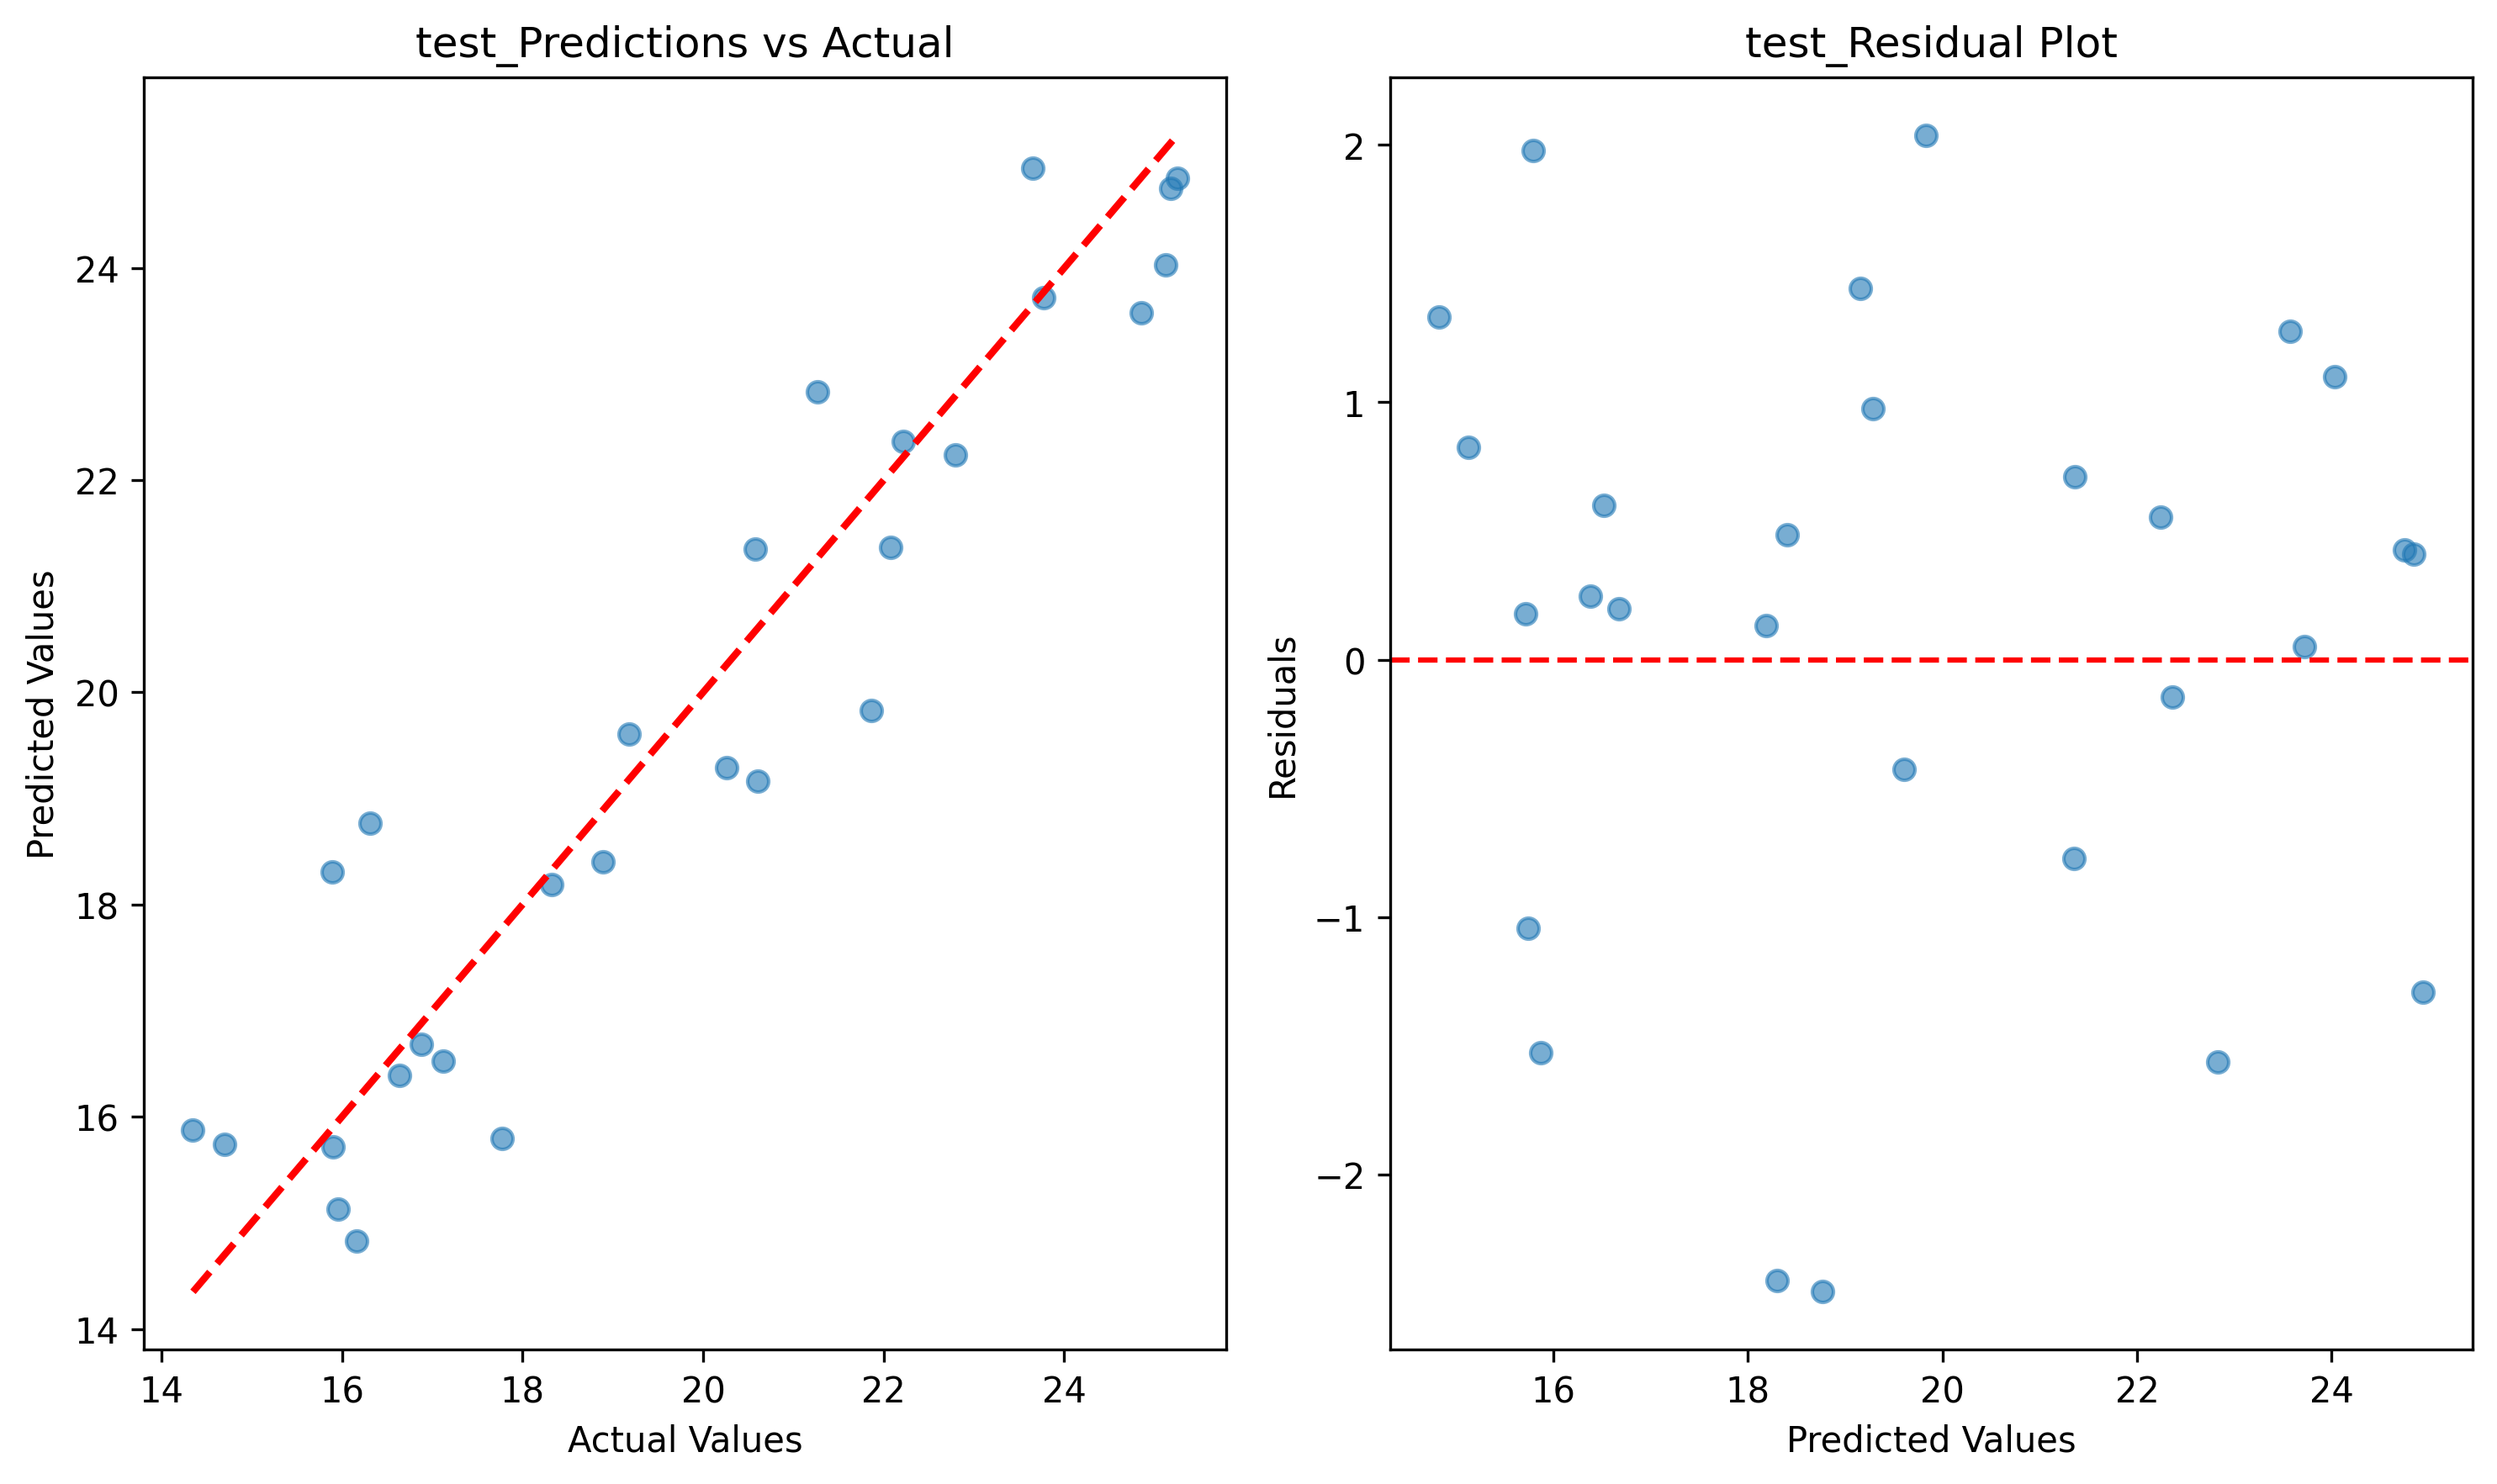 test_Predictions vs Actual
24
22
20
18
16
14
Predicted Values
14 16 18 20 22 24
Actual Values
test_Residual Plot
2
1
0
−1
−2
Residuals
16 18 20 22 24
Predicted Values